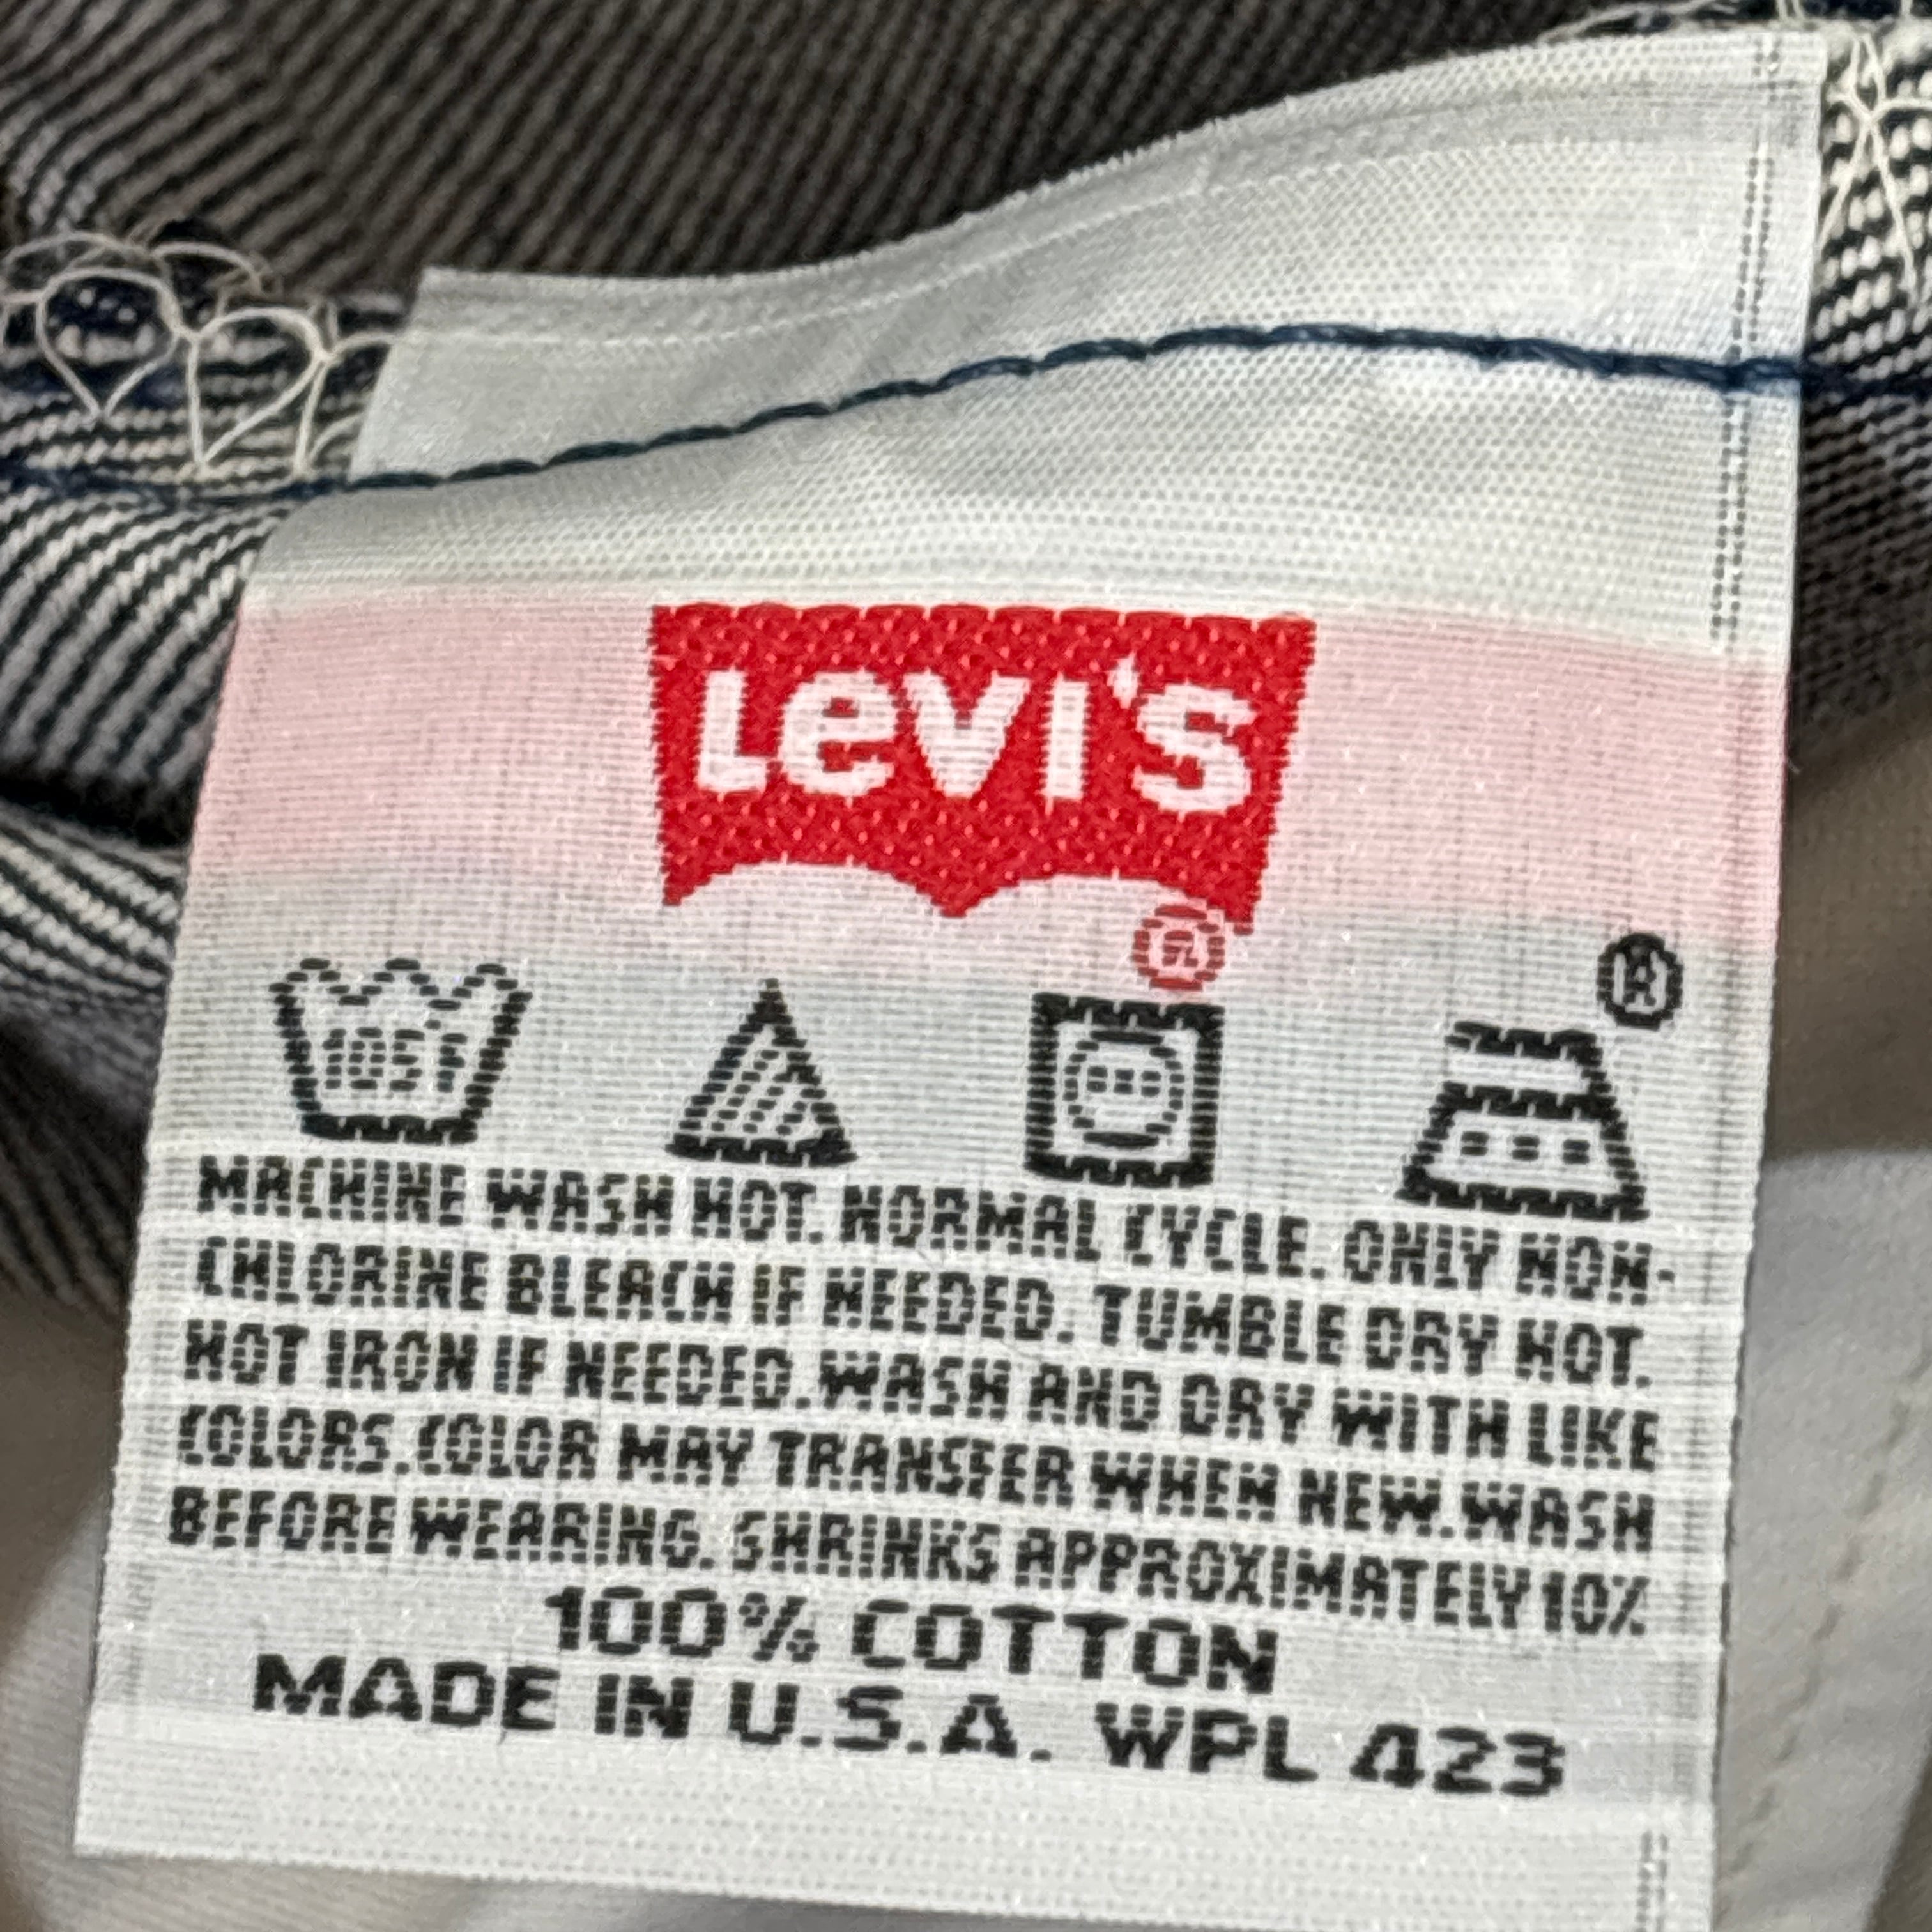 Levi's
®
®
105°F
MACHINE WASH HOT. NORMAL CYCLE. ONLY NON-
CHLORINE BLEACH IF NEEDED. TUMBLE DRY HOT.
HOT IRON IF NEEDED.WASH AND DRY WITH LIKE
COLORS.COLOR MAY TRANSFER WHEN NEW.WASH
BEFORE WEARING. SHRINKS APPROXIMATELY 10%
100% COTTON
MADE IN U.S.A. WPL 423